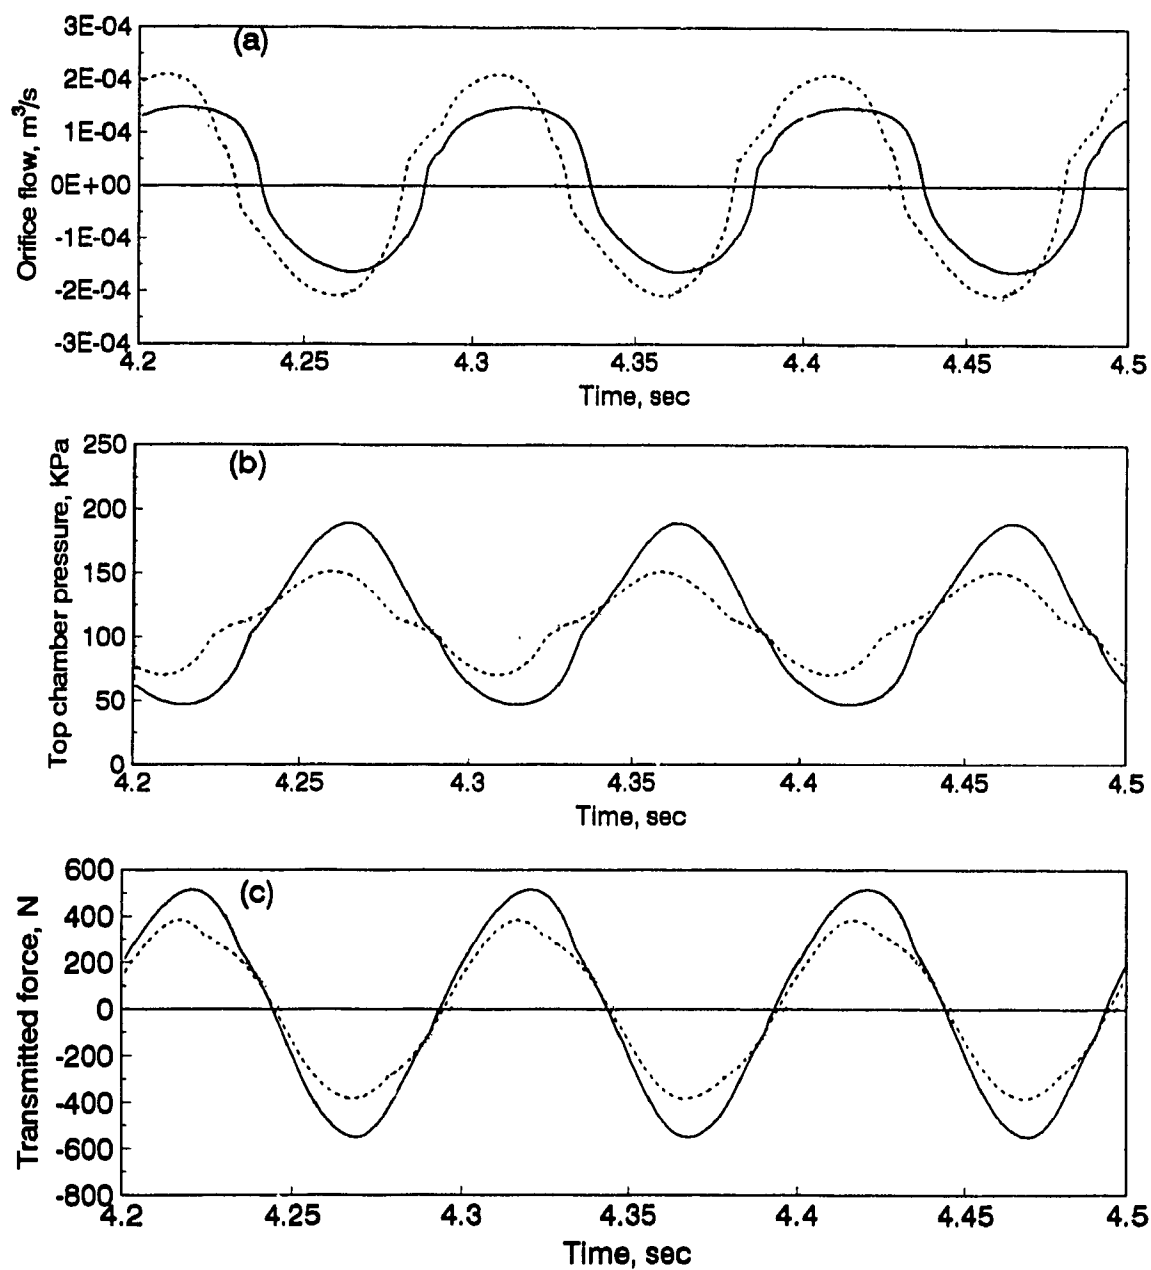 (a)
Orifice flow, m³/s
3E-04
2E-04
1E-04
0E+00
-1E-04
-2E-04
-3E-04
4.2 4.25 4.3 4.35 4.4 4.45 4.5
Time, sec
(b)
Top chamber pressure, KPa
250
200
150
100
50
0
4.2 4.25 4.3 4.35 4.4 4.45 4.5
Time, sec
(c)
Transmitted force, N
600
400
200
0
-200
-400
-600
-800
4.2 4.25 4.3 4.35 4.4 4.45 4.5
Time, sec